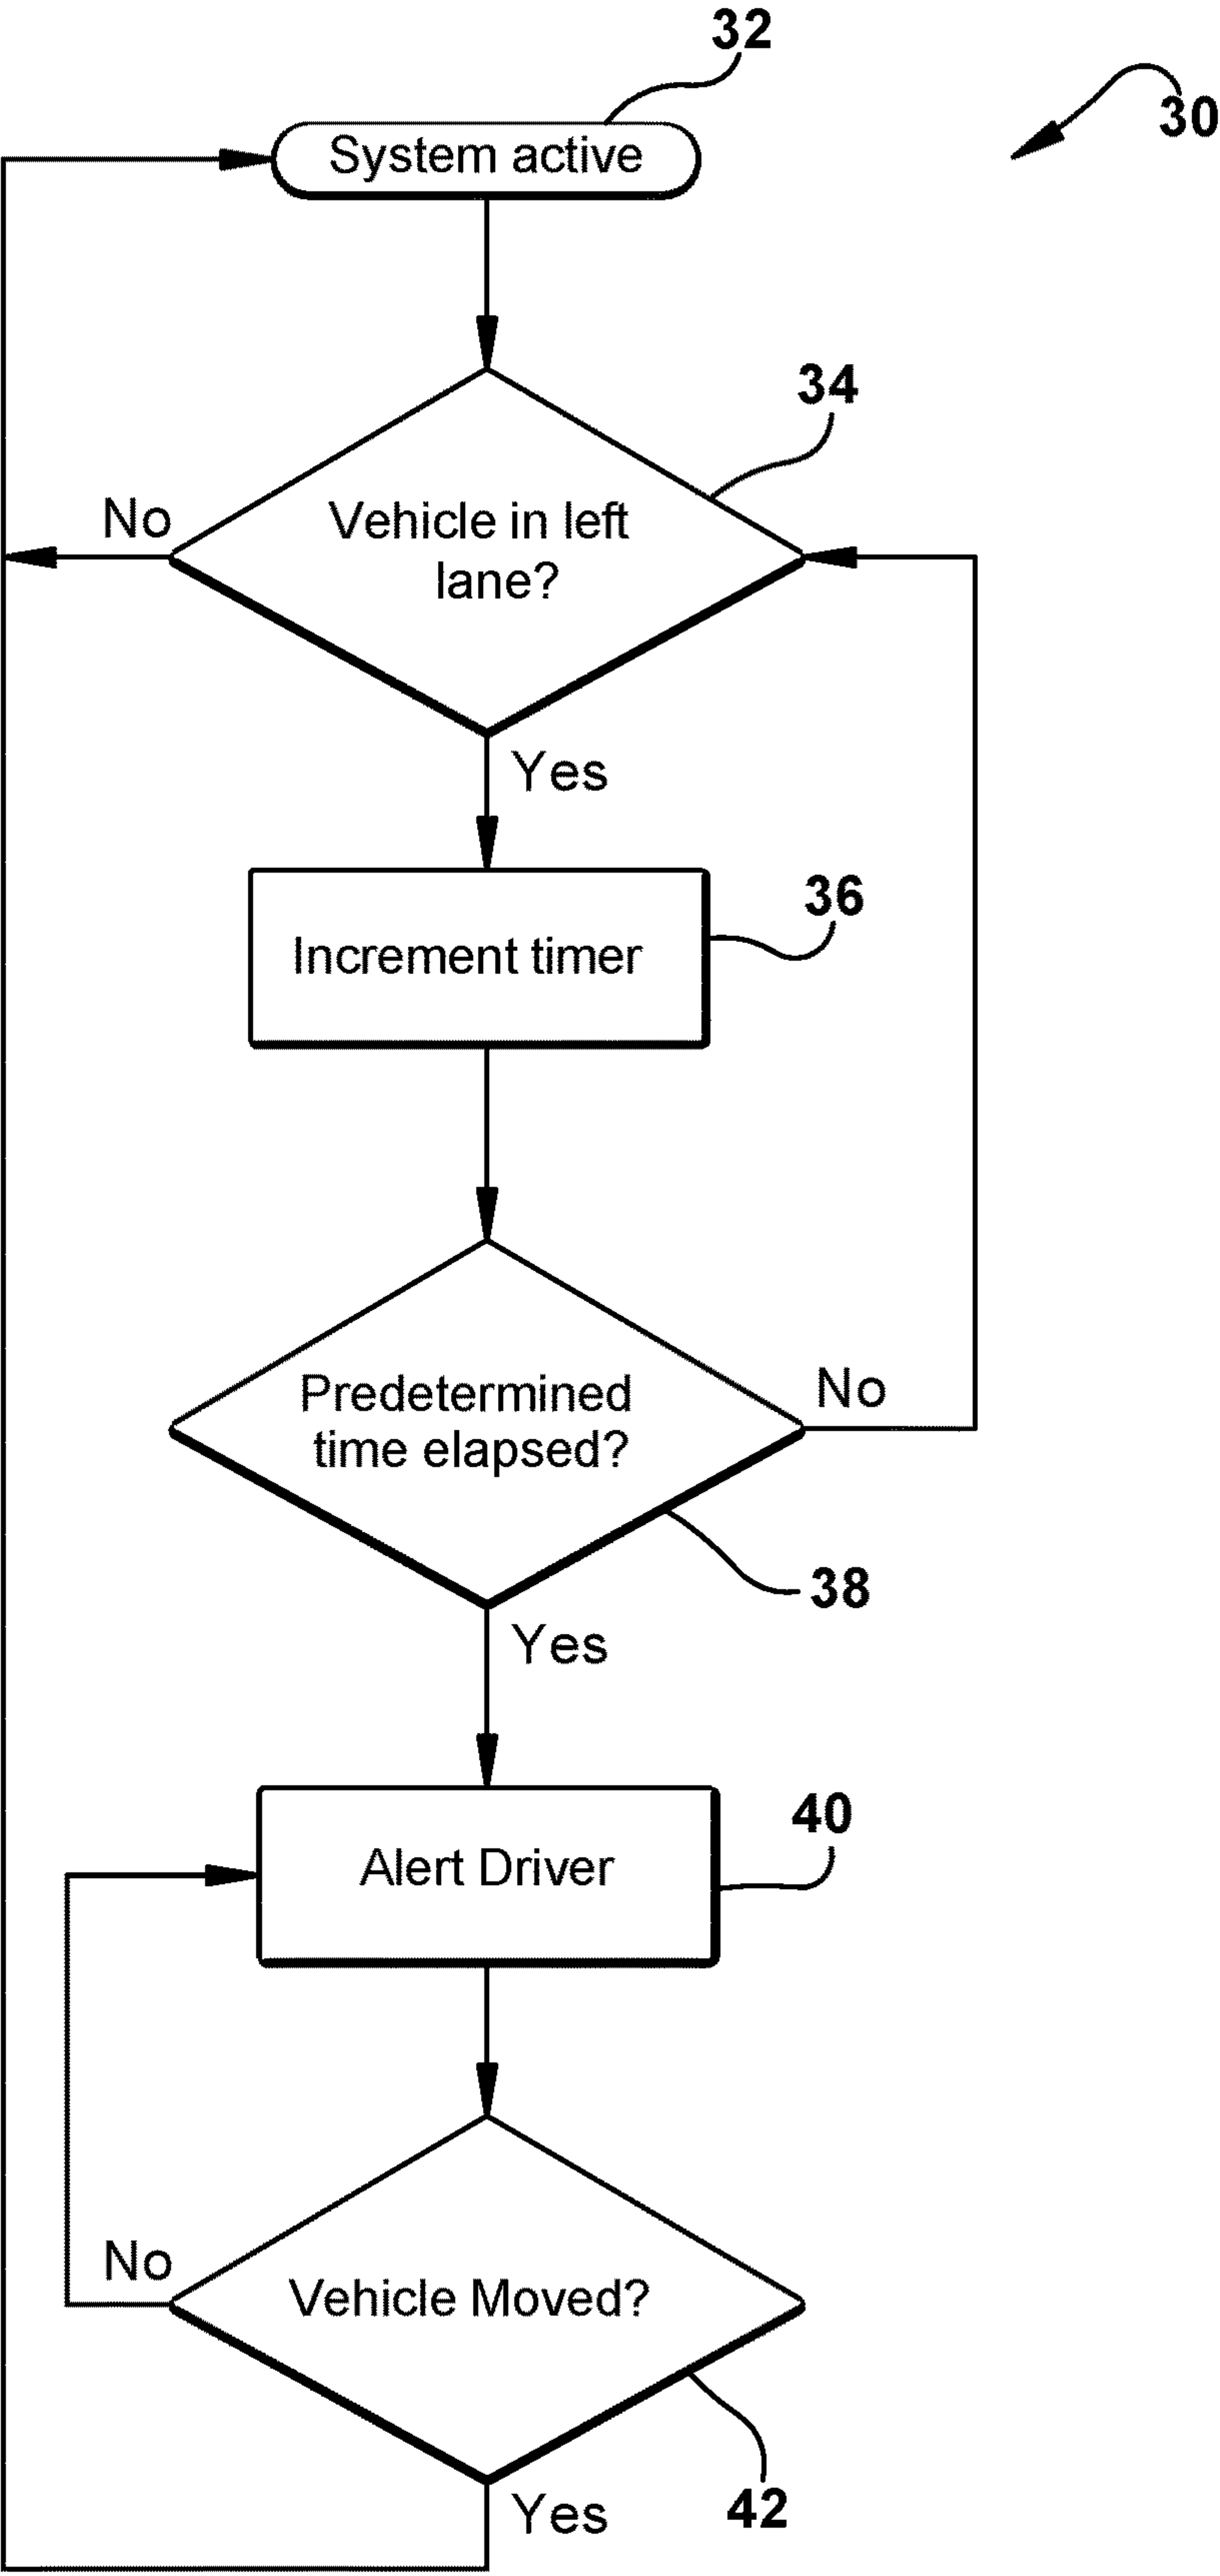 32
30
System active
34
No
Vehicle in left
lane?
Yes
36
Increment timer
Predetermined
time elapsed?
No
38
Yes
40
Alert Driver
No
Vehicle Moved?
Yes
42